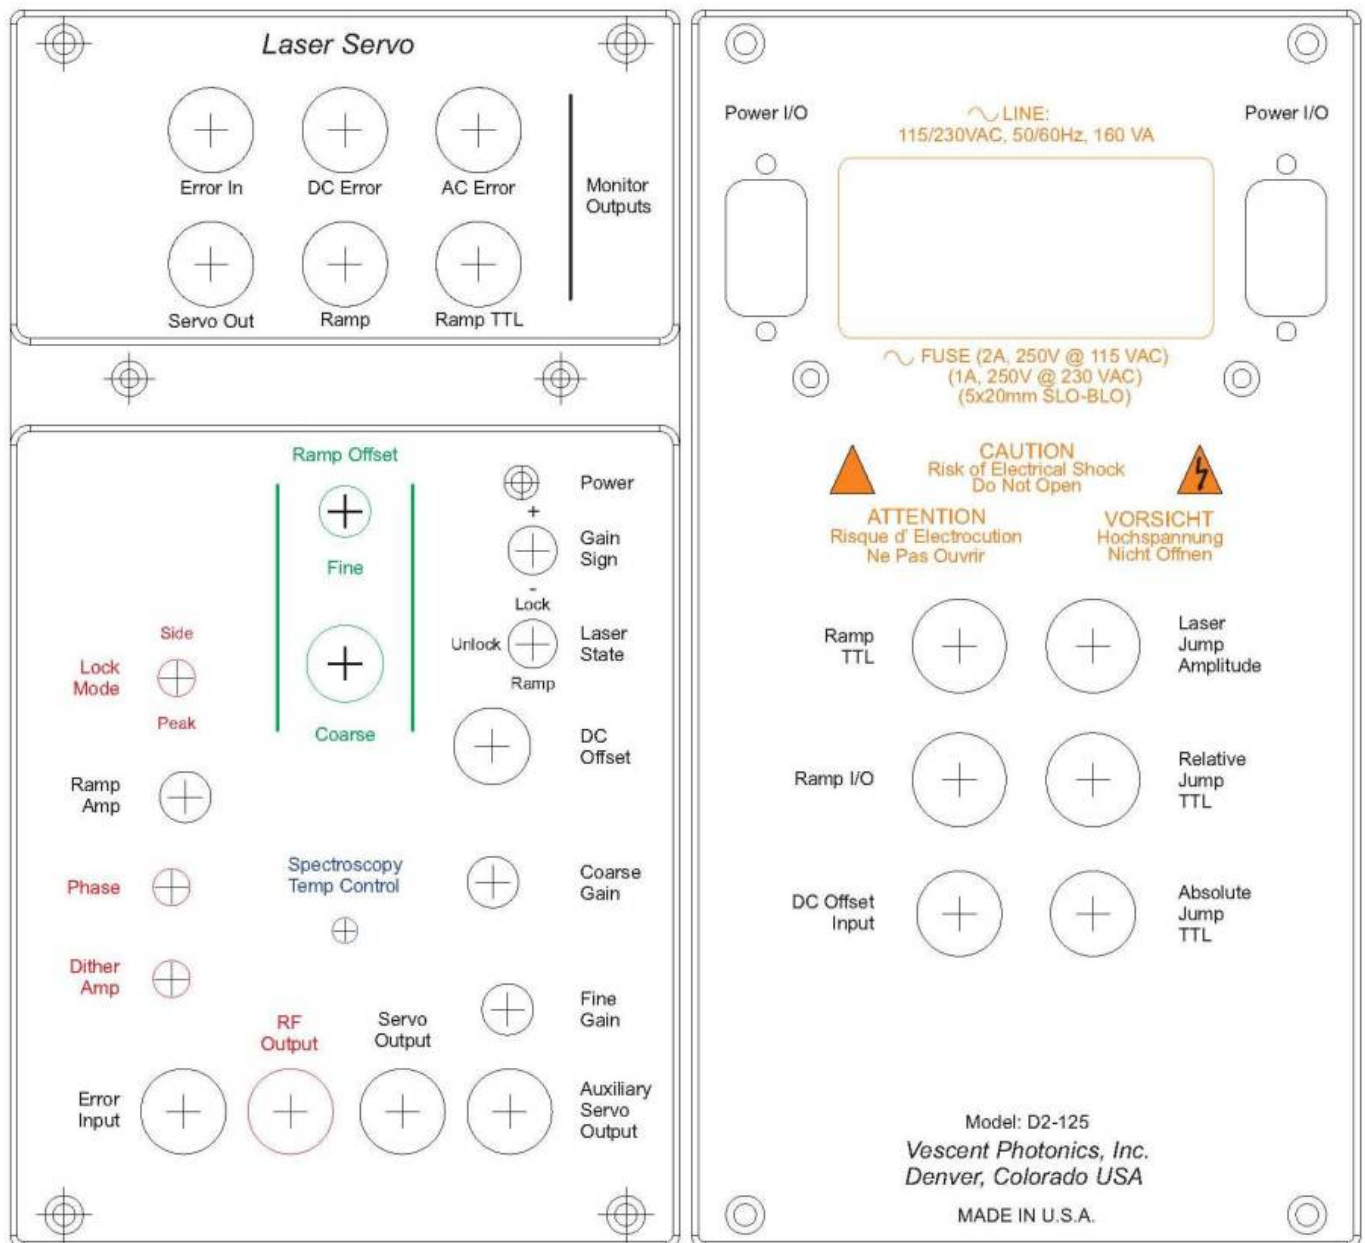 Laser Servo
Error In
DC Error
AC Error
Monitor
Outputs
Servo Out
Ramp
Ramp TTL
Ramp Offset
Fine
Coarse
Power
+
Gain
Sign
-
Lock
Unlock
Laser
State
Ramp
Side
Lock
Mode
Peak
DC
Offset
Ramp
Amp
Phase
Spectroscopy
Temp Control
Coarse
Gain
Dither
Amp
Fine
Gain
RF
Output
Servo
Output
Error
Input
Auxiliary
Servo
Output
Power I/O
LINE:
115/230VAC, 50/60Hz, 160 VA
Power I/O
FUSE (2A, 250V @ 115 VAC)
(1A, 250V @ 230 VAC)
(5x20mm SLO-BLO)
CAUTION
Risk of Electrical Shock
Do Not Open
ATTENTION
Risque d' Electrocution
Ne Pas Ouvrir
VORSICHT
Hochspannung
Nicht Offnen
Ramp
TTL
Laser
Jump
Amplitude
Ramp I/O
Relative
Jump
TTL
DC Offset
Input
Absolute
Jump
TTL
Model: D2-125
Vescent Photonics, Inc.
Denver, Colorado USA
MADE IN U.S.A.